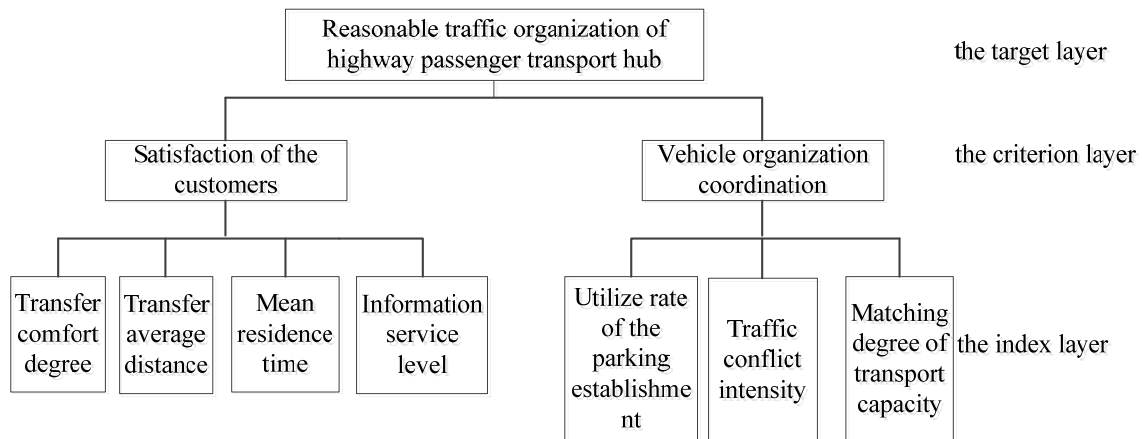 Reasonable traffic organization of
highway passenger transport hub
the target layer
Satisfaction of the
customers
Vehicle organization
coordination
the criterion layer
Transfer
comfort
degree
Transfer
average
distance
Mean
residence
time
Information
service
level
Utilize rate
of the
parking
establishme
nt
Traffic
conflict
intensity
Matching
degree of
transport
capacity
the index layer